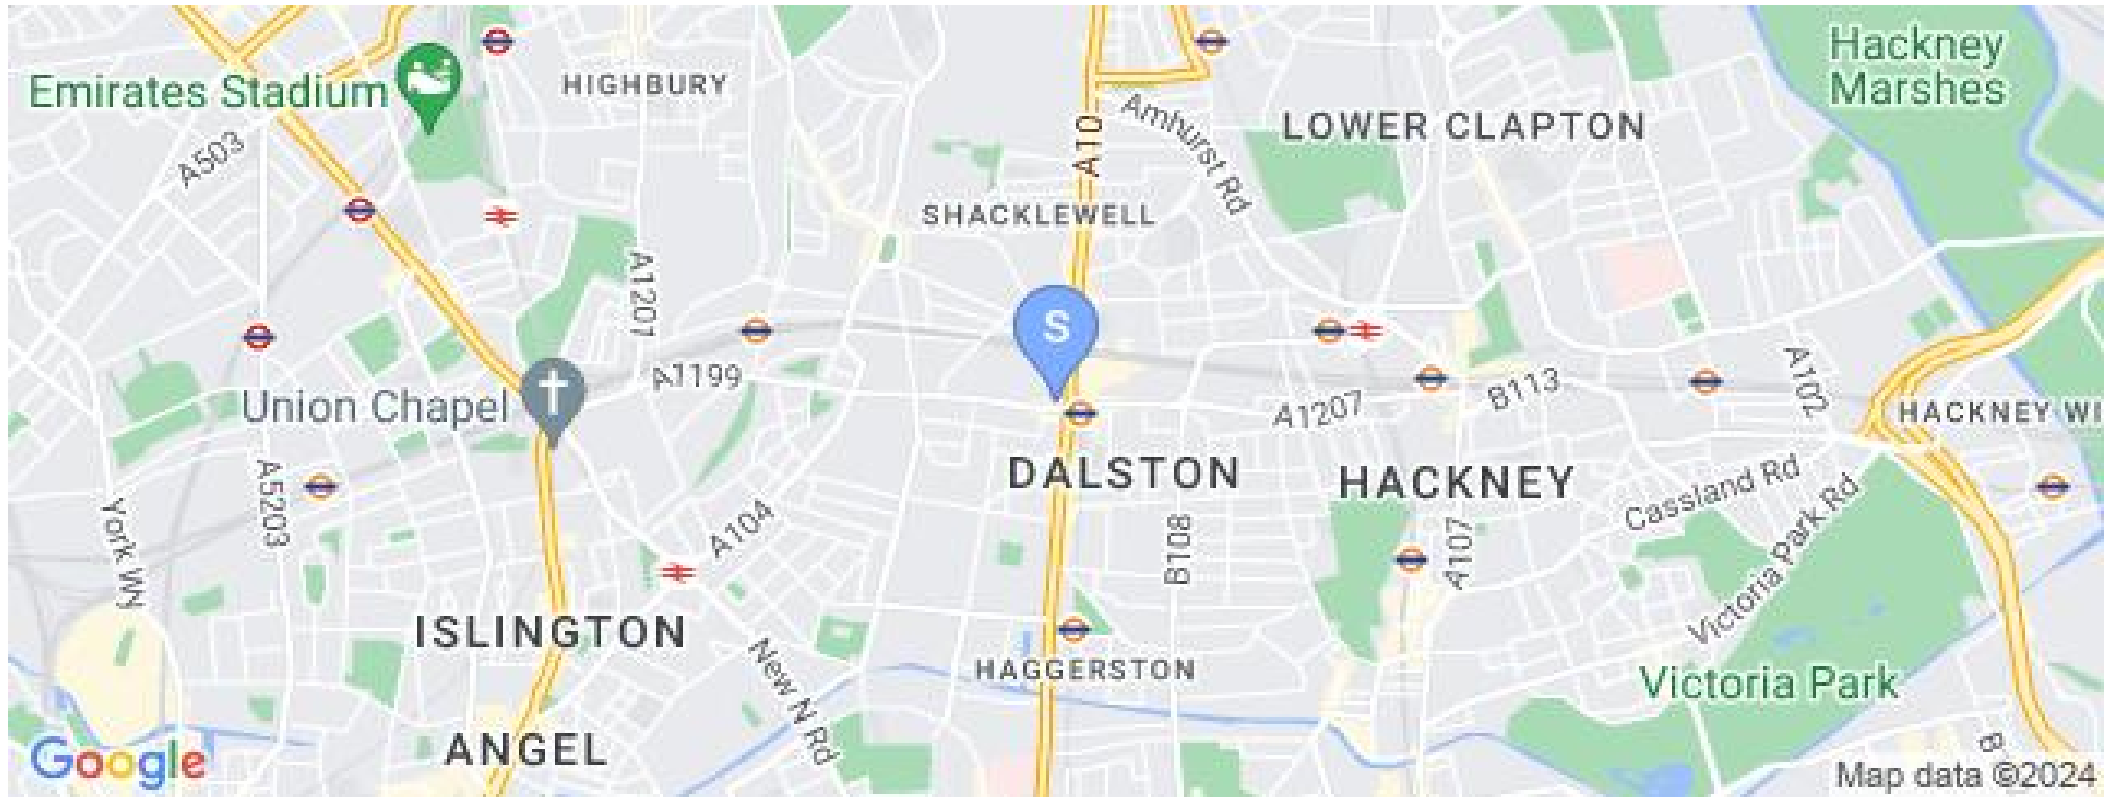 Hackney
Marshes
Emirates Stadium
HIGHBURY
A503
A10
Amhurst Rd
LOWER CLAPTON
SHACKLEWELL
A1201
S
A1199
Union Chapel
A1207
B113
A102
HACKNEY WI
A5203
York Wy
A104
DALSTON
HACKNEY
Cassland Rd
Victoria Park Rd
B108
A107
ISLINGTON
New N Rd
HAGGERSTON
Victoria Park
ANGEL
B
Google
Map data ©2024